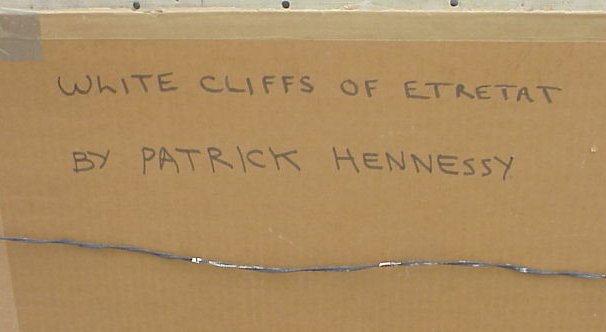 WHITE CLIFFS OF ETRETAT
BY PATRICK HENNESSY